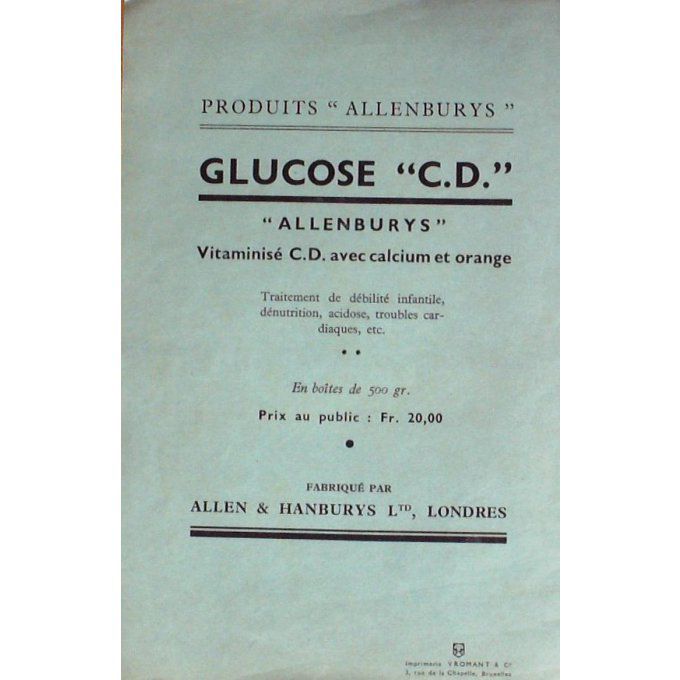 PRODUITS “ ALLENBURYS ”
GLUCOSE “C.D.”
“ALLENBURYS”
Vitaminisé C.D. avec calcium et orange
Traitement de débilité infantile,
dénutrition, acidose, troubles car-
diaques, etc.
En boîtes de 500 gr.
Prix au public : Fr. 20,00
FABRIQUÉ PAR
ALLEN & HANBURYS LTD, LONDRES
Imprimerie VROMANT & Cº
3, rue de la Chapelle, Bruxelles